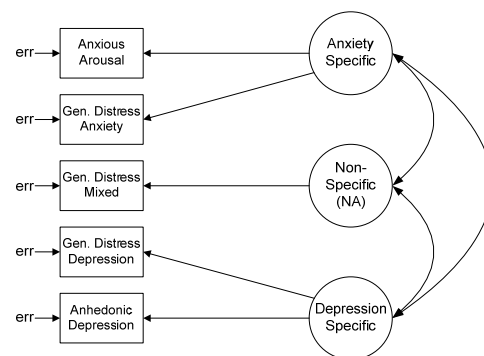 err
Anxious
Arousal
Anxiety
Specific
err
Gen. Distress
Anxiety
err
Gen. Distress
Mixed
Non-
Specific
(NA)
err
Gen. Distress
Depression
err
Anhedonic
Depression
Depression
Specific